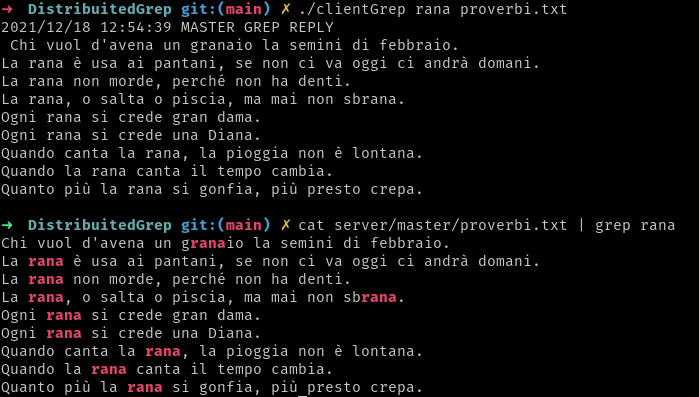 → DistribuitedGrep git:(main) ✗ ./clientGrep rana proverbi.txt
2021/12/18 12:54:39 MASTER GREP REPLY
 Chi vuol d'avena un granaio la semini di febbraio.
La rana è usa ai pantani, se non ci va oggi ci andrà domani.
La rana non morde, perché non ha denti.
La rana, o salta o piscia, ma mai non sbrana.
Ogni rana si crede gran dama.
Ogni rana si crede una Diana.
Quando canta la rana, la pioggia non è lontana.
Quando la rana canta il tempo cambia.
Quanto più la rana si gonfia, più presto crepa.

→ DistribuitedGrep git:(main) ✗ cat server/master/proverbi.txt | grep rana
Chi vuol d'avena un granaio la semini di febbraio.
La rana è usa ai pantani, se non ci va oggi ci andrà domani.
La rana non morde, perché non ha denti.
La rana, o salta o piscia, ma mai non sbrana.
Ogni rana si crede gran dama.
Ogni rana si crede una Diana.
Quando canta la rana, la pioggia non è lontana.
Quando la rana canta il tempo cambia.
Quanto più la rana si gonfia, più presto crepa.